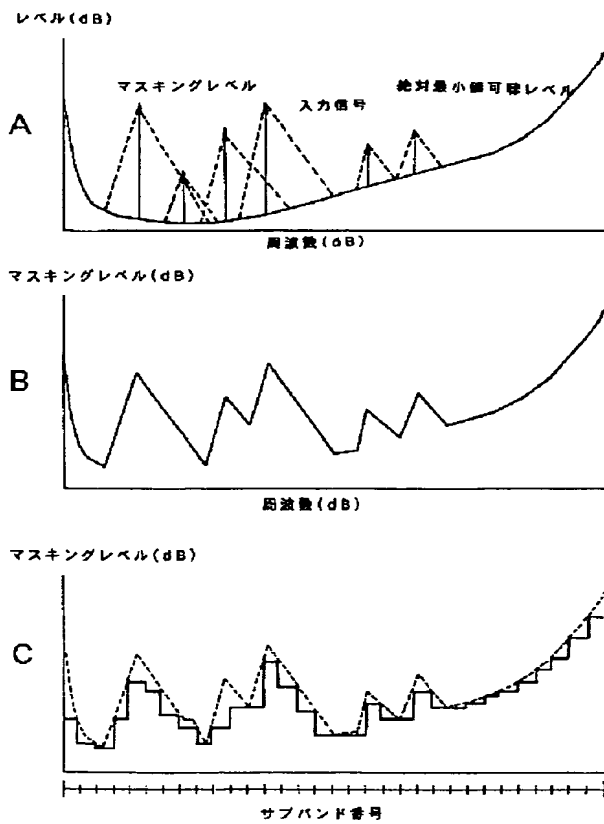 レベル(dB)
マスキングレベル
入力信号
絶対最小値可聴レベル
A
周波数(dB)
マスキングレベル(dB)
B
周波数(dB)
マスキングレベル(dB)
C
サブバンド番号